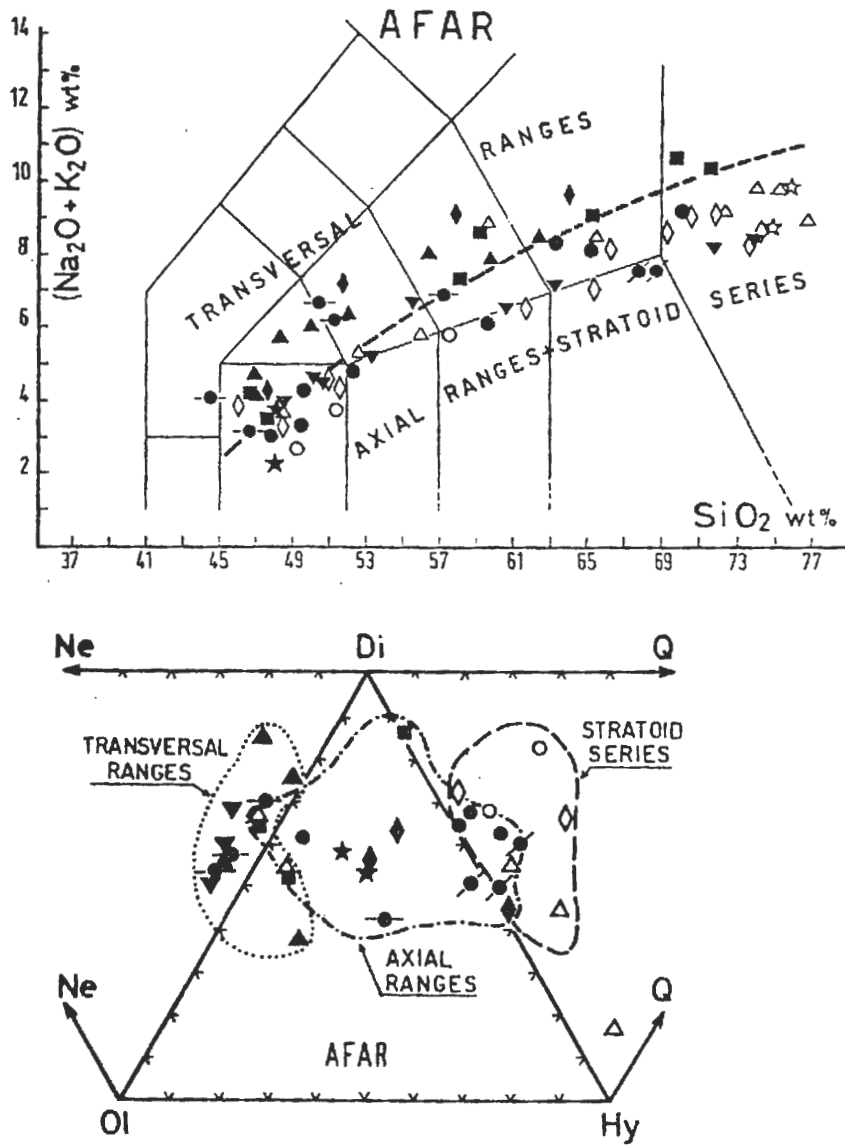 AFAR
(Na2O+K2O) wt%
14
12
10
8
6
4
2
RANGES
TRANSVERSAL
AXIAL RANGES+STRATOID SERIES
SiO2 wt%
37 41 45 49 53 57 61 65 69 73 77
Ne Di Q
TRANSVERSAL
RANGES
STRATOID
SERIES
AXIAL
RANGES
Ne Q
AFAR
Ol Hy